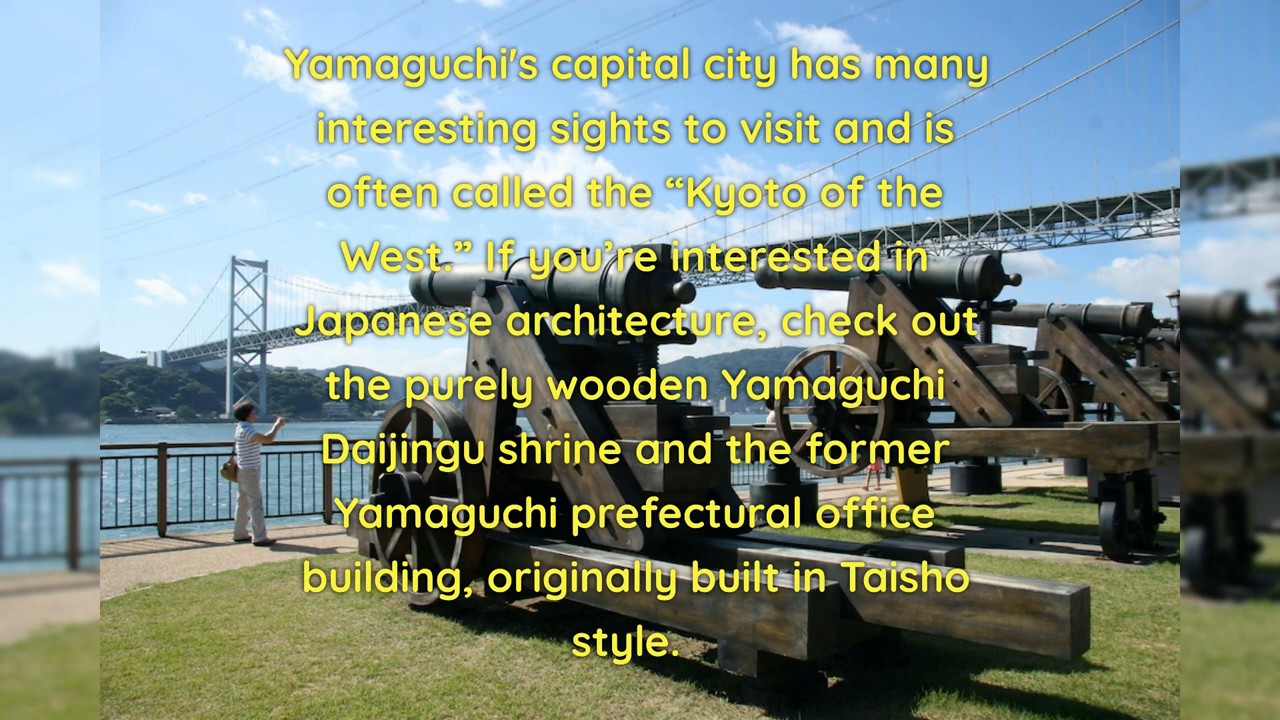 Yamaguchi's capital city has many
interesting sights to visit and is
often called the “Kyoto of the
West.” If you’re interested in
Japanese architecture, check out
the purely wooden Yamaguchi
Daijingu shrine and the former
Yamaguchi prefectural office
building, originally built in Taisho
style.